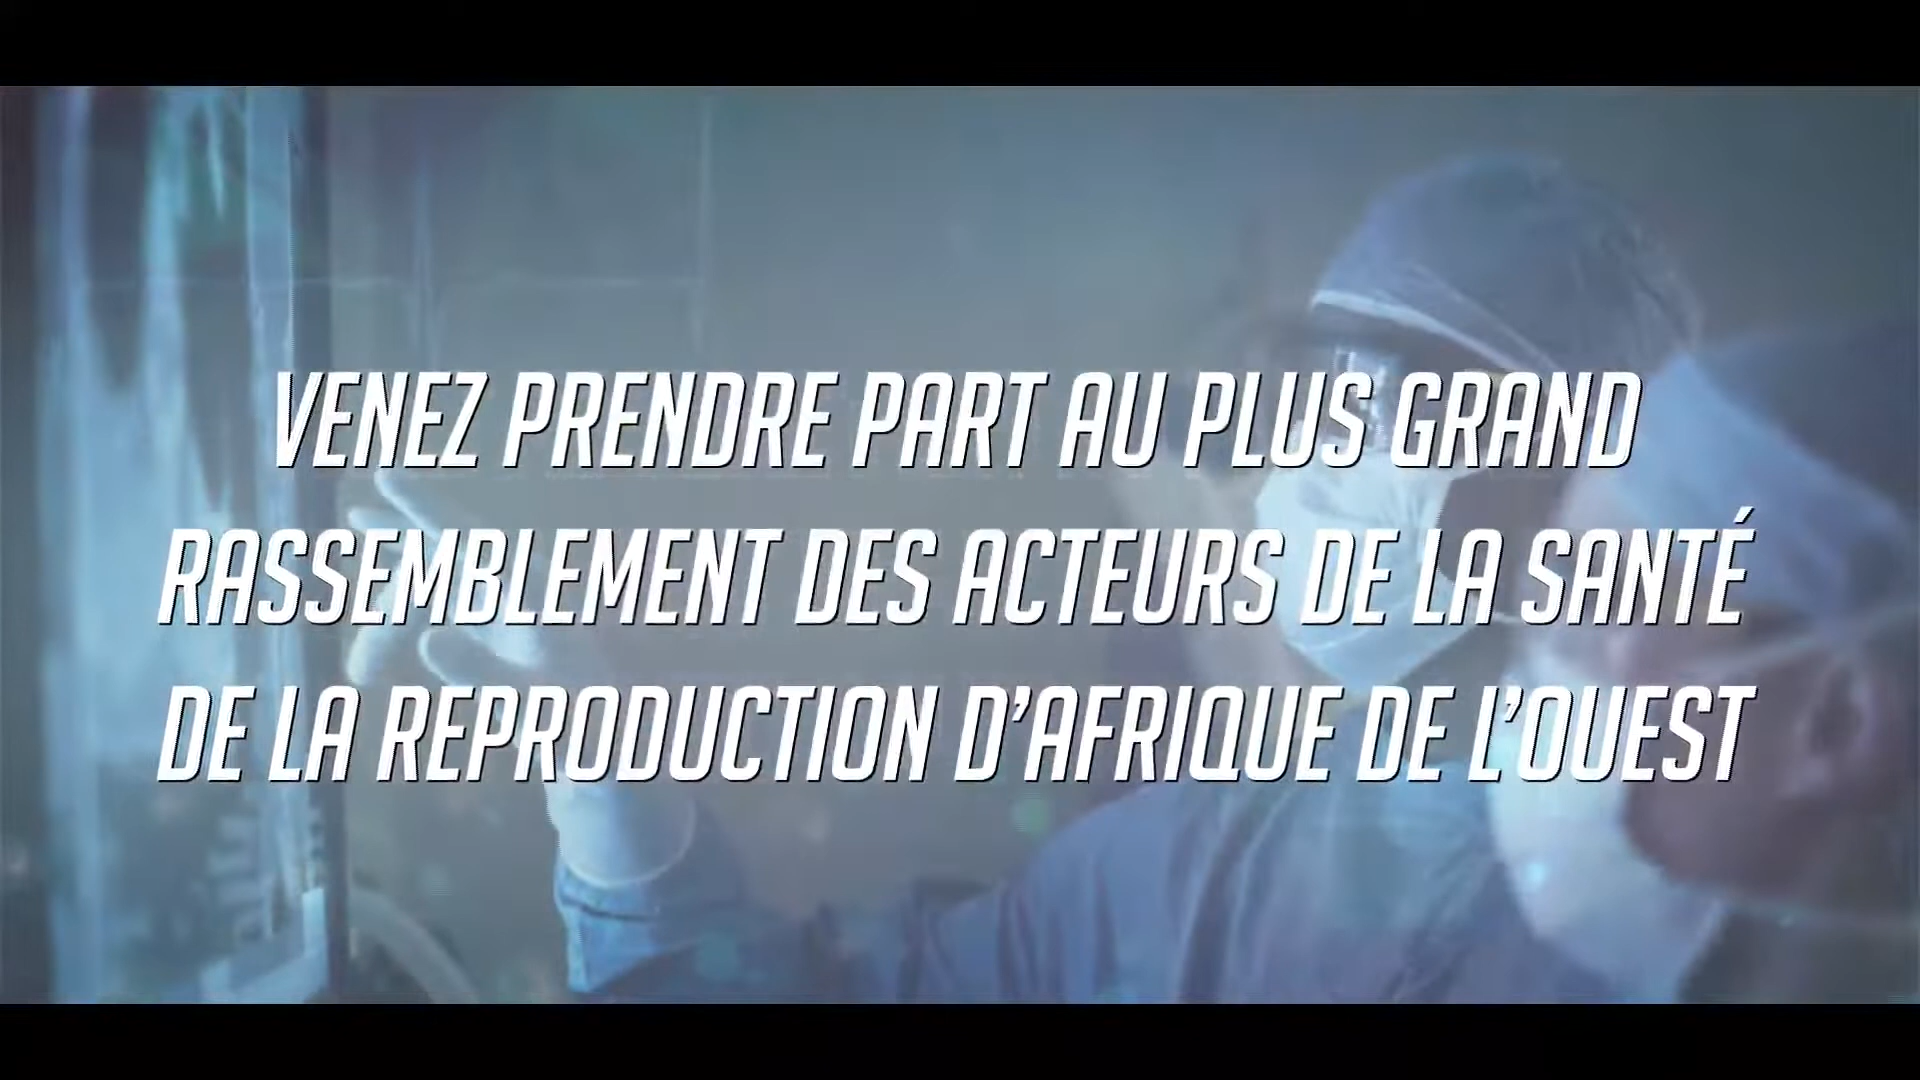 VENEZ PRENDRE PART AU PLUS GRAND
RASSEMBLEMENT DES ACTEURS DE LA SANTÉ
DE LA REPRODUCTION D'AFRIQUE DE L'OUEST